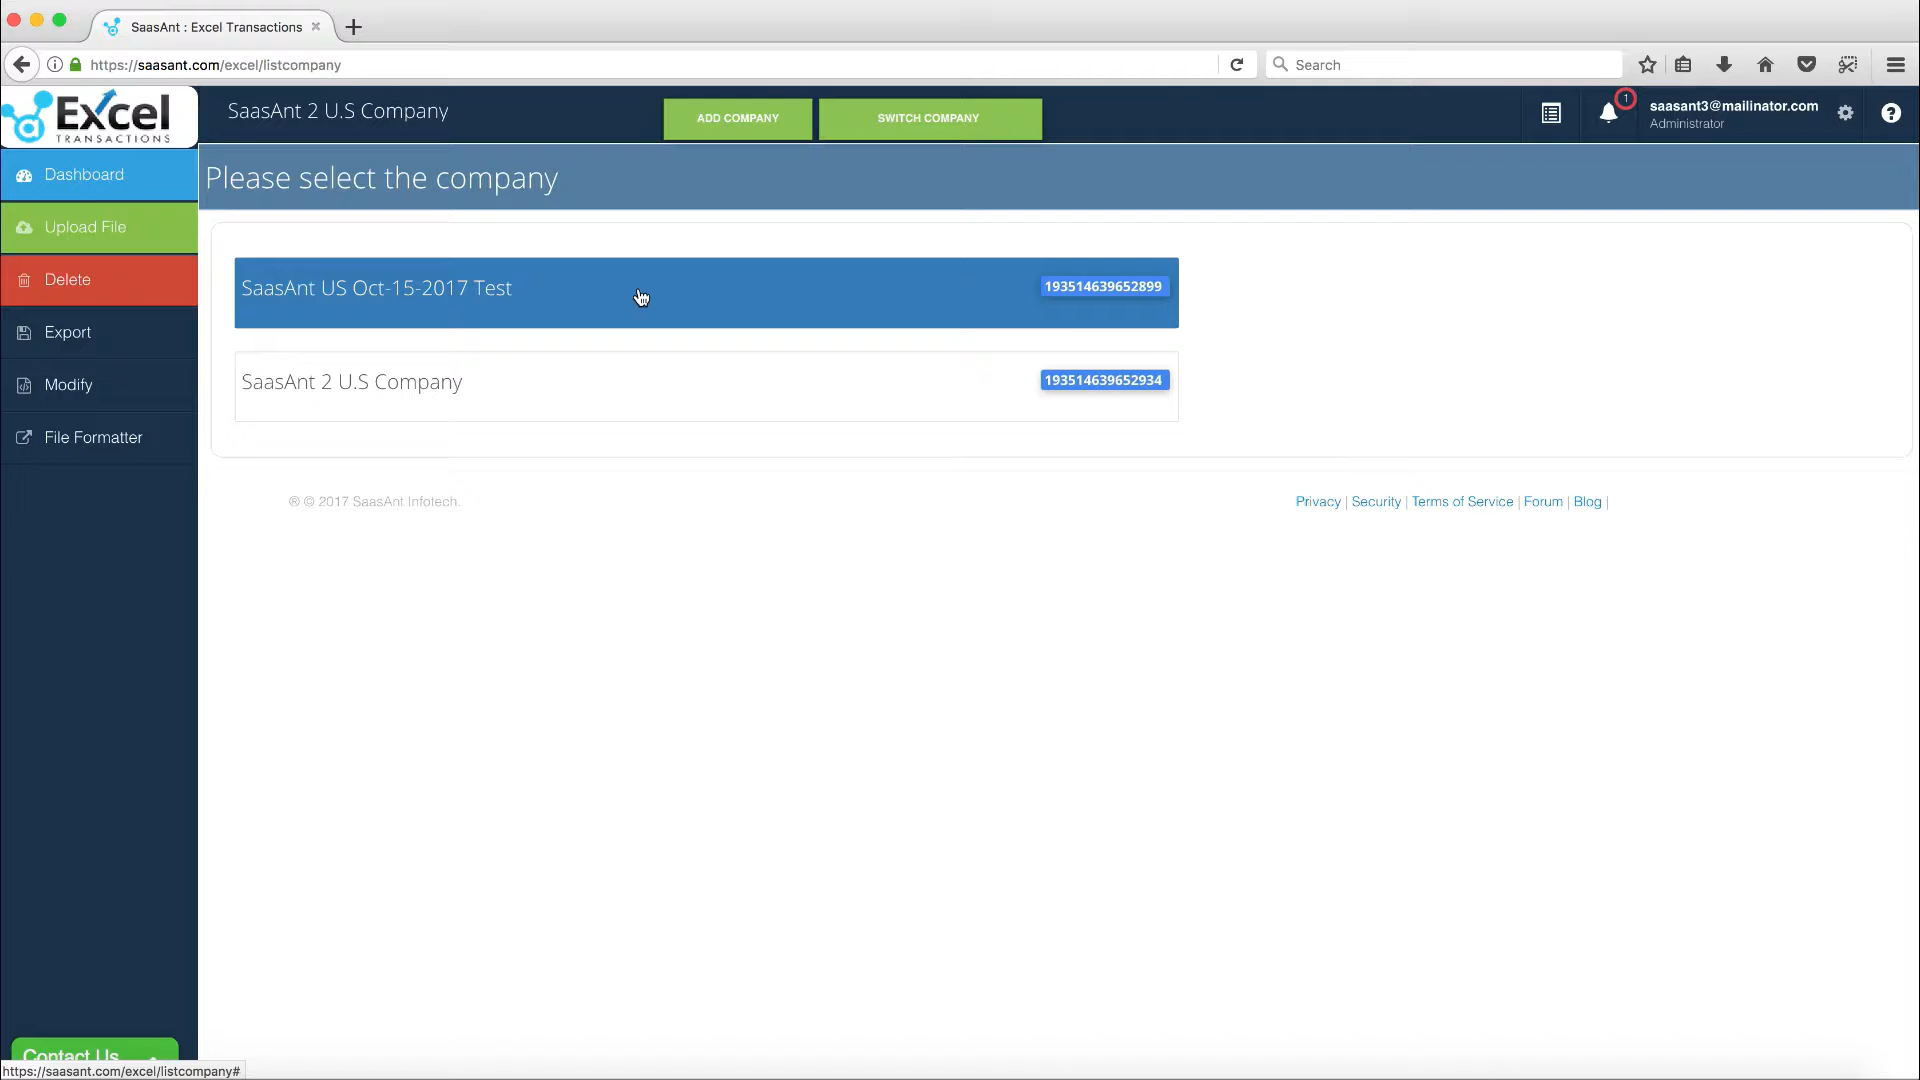 SaasAnt : Excel Transactions
https://saasant.com/excel/listcompany
Search
Excel
TRANSACTIONS
SaasAnt 2 U.S Company
ADD COMPANY
SWITCH COMPANY
1
saasant3@mailinator.com
Administrator
Dashboard
Upload File
Delete
Export
Modify
File Formatter
Please select the company
SaasAnt US Oct-15-2017 Test
193514639652899
SaasAnt 2 U.S Company
193514639652934
® © 2017 SaasAnt Infotech.
Privacy | Security | Terms of Service | Forum | Blog |
Contact Us
https://saasant.com/excel/listcompany#